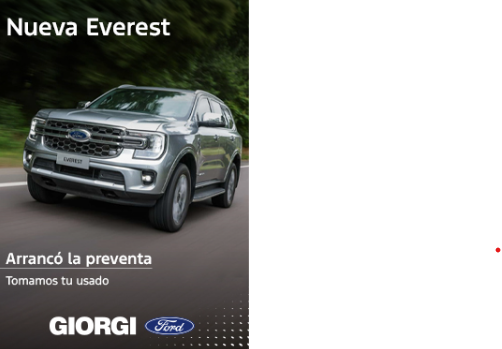 Nueva Everest
EVEREST
Arrancó la preventa
Tomamos tu usado
GIORGI Ford